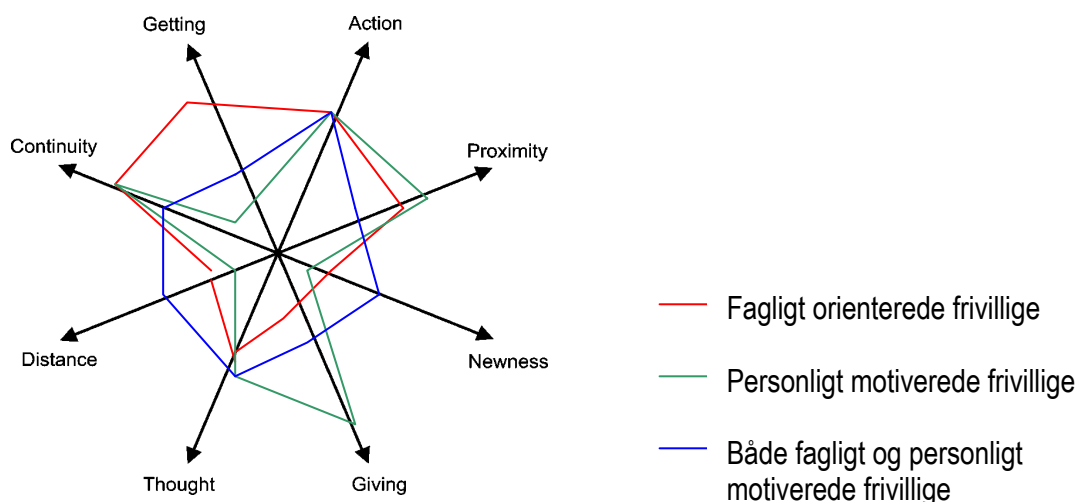 Getting
Action
Continuity
Proximity
Distance
Newness
Thought
Giving
Fagligt orienterede frivillige
Personligt motiverede frivillige
Både fagligt og personligt
motiverede frivillige